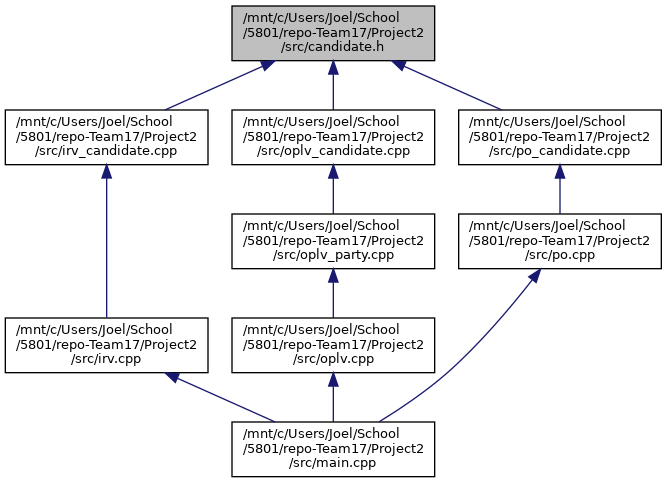 /mnt/c/Users/Joel/School
/5801/repo-Team17/Project2
/src/candidate.h
/mnt/c/Users/Joel/School
/5801/repo-Team17/Project2
/src/irv_candidate.cpp
/mnt/c/Users/Joel/School
/5801/repo-Team17/Project2
/src/oplv_candidate.cpp
/mnt/c/Users/Joel/School
/5801/repo-Team17/Project2
/src/po_candidate.cpp
/mnt/c/Users/Joel/School
/5801/repo-Team17/Project2
/src/oplv_party.cpp
/mnt/c/Users/Joel/School
/5801/repo-Team17/Project2
/src/po.cpp
/mnt/c/Users/Joel/School
/5801/repo-Team17/Project2
/src/irv.cpp
/mnt/c/Users/Joel/School
/5801/repo-Team17/Project2
/src/oplv.cpp
/mnt/c/Users/Joel/School
/5801/repo-Team17/Project2
/src/main.cpp